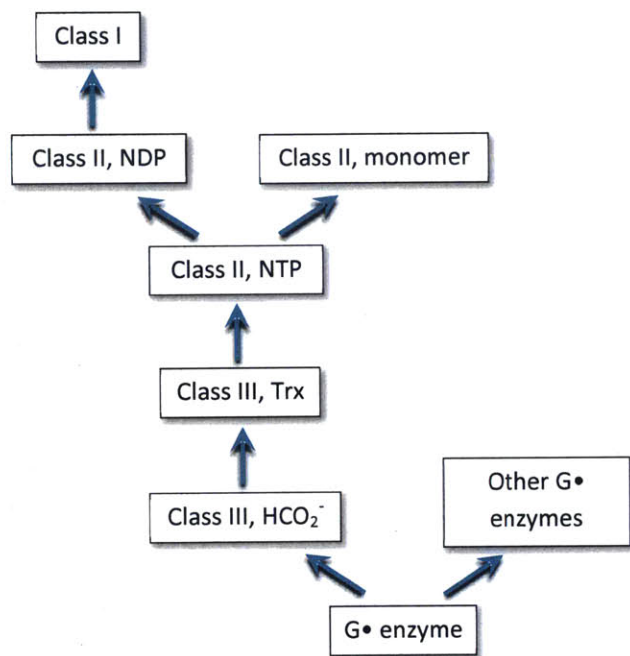 Class I
Class II, NDP
Class II, monomer
Class II, NTP
Class III, Trx
Class III, HCO₂⁻
Other G•
enzymes
G• enzyme